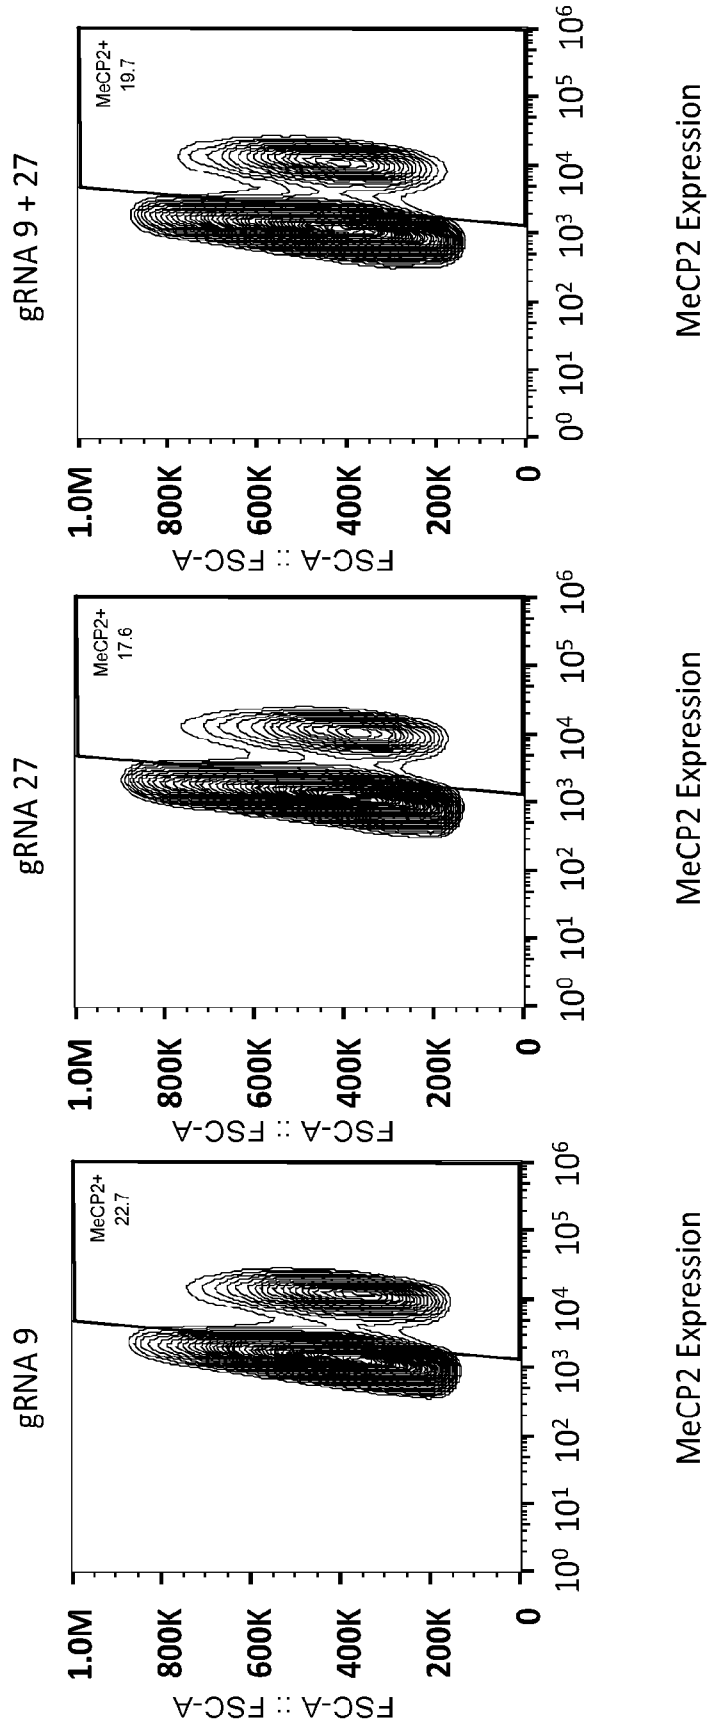 gRNA 9
MeCP2+
22.7
1.0M
800K
600K
400K
200K
0
FSC-A :: FSC-A
10⁰ 10¹ 10² 10³ 10⁴ 10⁵ 10⁶
MeCP2 Expression
gRNA 27
MeCP2+
17.6
1.0M
800K
600K
400K
200K
0
FSC-A :: FSC-A
10⁰ 10¹ 10² 10³ 10⁴ 10⁵ 10⁶
MeCP2 Expression
gRNA 9 + 27
MeCP2+
19.7
1.0M
800K
600K
400K
200K
0
FSC-A :: FSC-A
0⁰ 10¹ 10² 10³ 10⁴ 10⁵ 10⁶
MeCP2 Expression